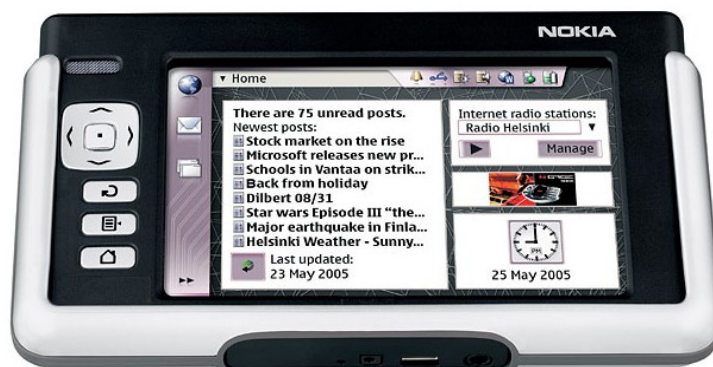 NOKIA
Home
There are 75 unread posts.
Newest posts:
Stock market on the rise
Microsoft releases new pr...
Schools in Vantaa on strik...
Back from holiday
Dilbert 08/31
Star wars Episode III "the...
Major earthquake in Finla...
Helsinki Weather - Sunny...
Last updated:
23 May 2005
Internet radio stations:
Radio Helsinki
Manage
PM
25 May 2005